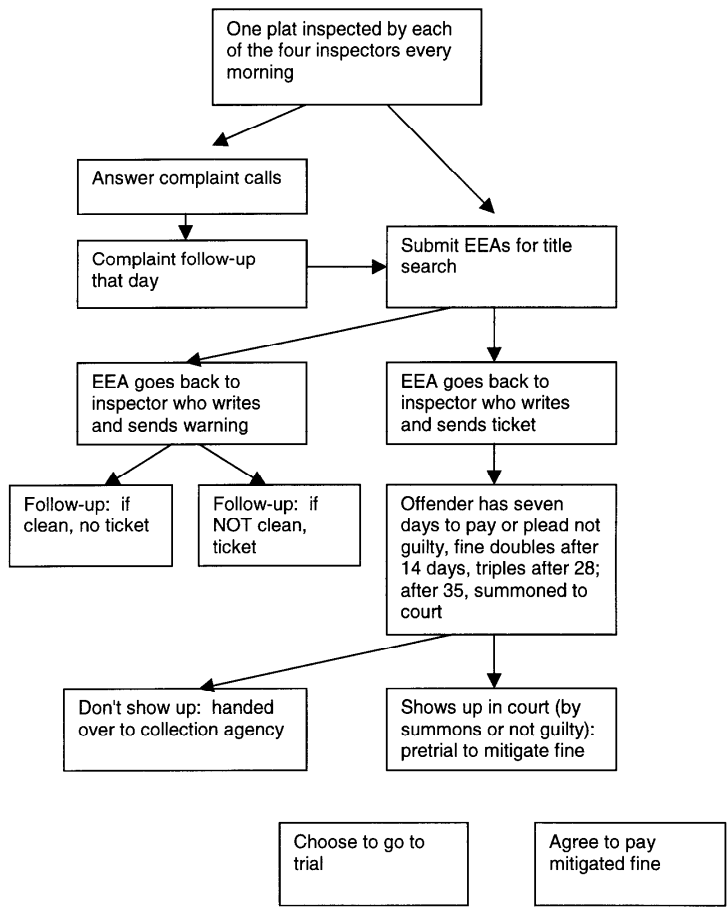 One plat inspected by each
of the four inspectors every
morning
Answer complaint calls
Complaint follow-up
that day
Submit EEAs for title
search
EEA goes back to
inspector who writes
and sends warning
EEA goes back to
inspector who writes
and sends ticket
Follow-up: if
clean, no ticket
Follow-up: if
NOT clean,
ticket
Offender has seven
days to pay or plead not
guilty, fine doubles after
14 days, triples after 28;
after 35, summoned to
court
Don't show up: handed
over to collection agency
Shows up in court (by
summons or not guilty):
pretrial to mitigate fine
Choose to go to
trial
Agree to pay
mitigated fine